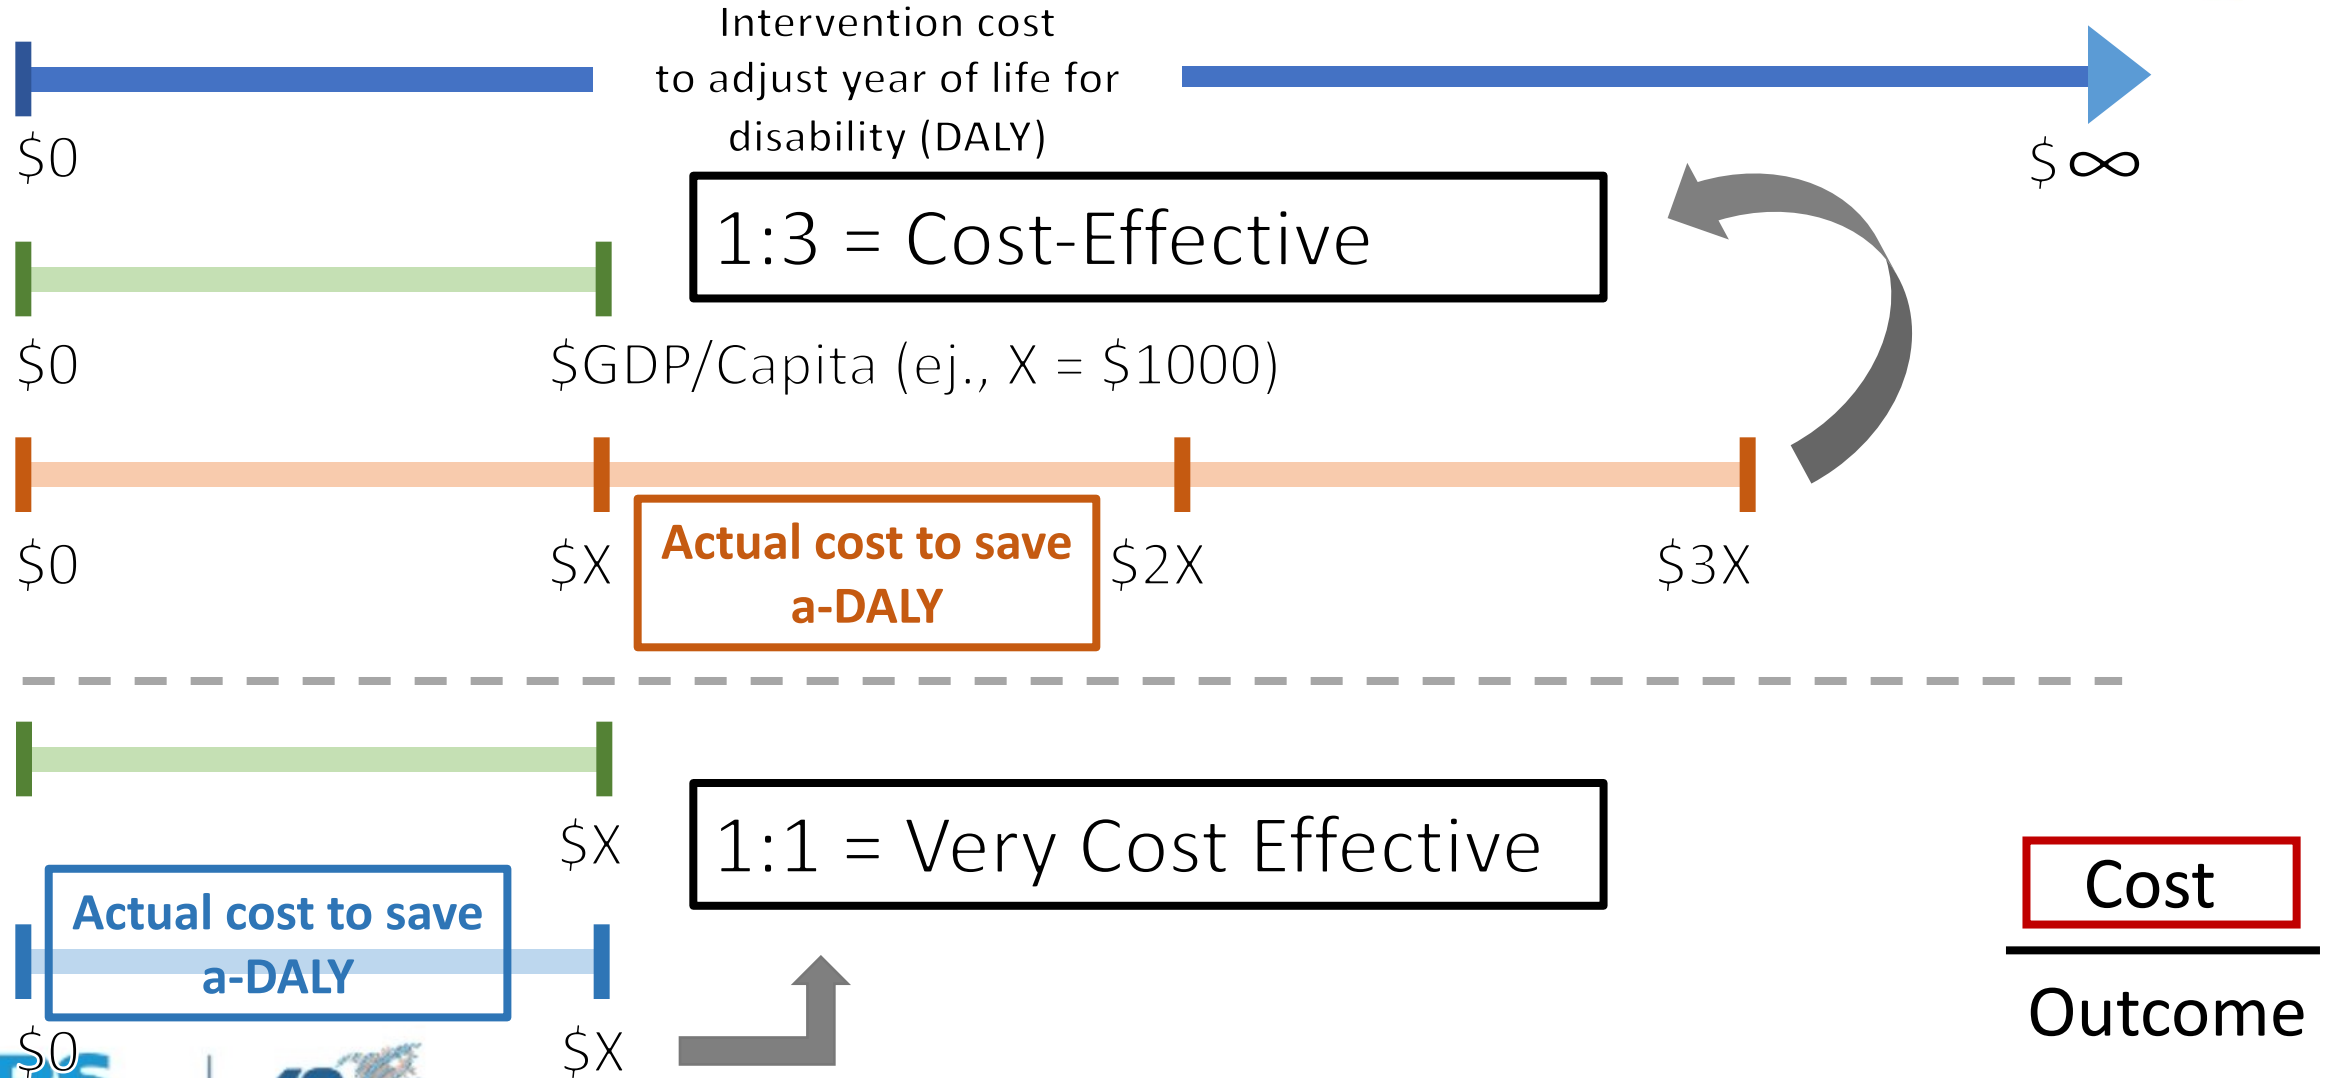 Intervention cost
to adjust year of life for
disability (DALY)
$0
$ ∞
1:3 = Cost-Effective
$0
$GDP/Capita (ej., X = $1000)
$0
$X
Actual cost to save
a-DALY
$2X
$3X
$X
1:1 = Very Cost Effective
Actual cost to save
a-DALY
$0
$X
Cost
Outcome